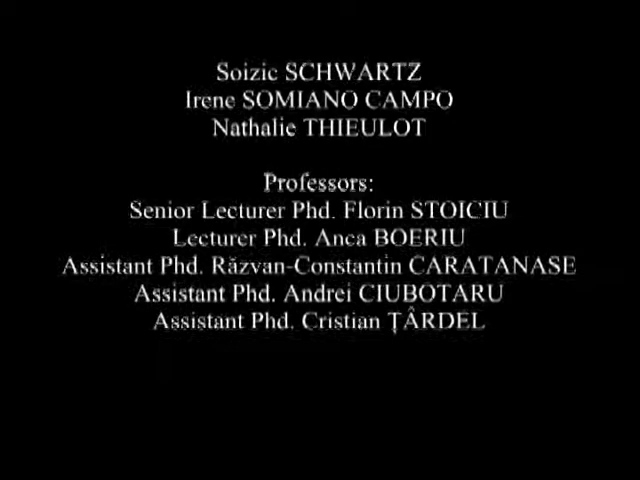 Soizic SCHWARTZ
Irene SOMIANO CAMPO
Nathalie THIEULOT
Professors:
Senior Lecturer Phd. Florin STOICIU
Lecturer Phd. Anca BOERIU
Assistant Phd. Răzvan-Constantin CARATANASE
Assistant Phd. Andrei CIUBOTARU
Assistant Phd. Cristian ȚÂRDEL